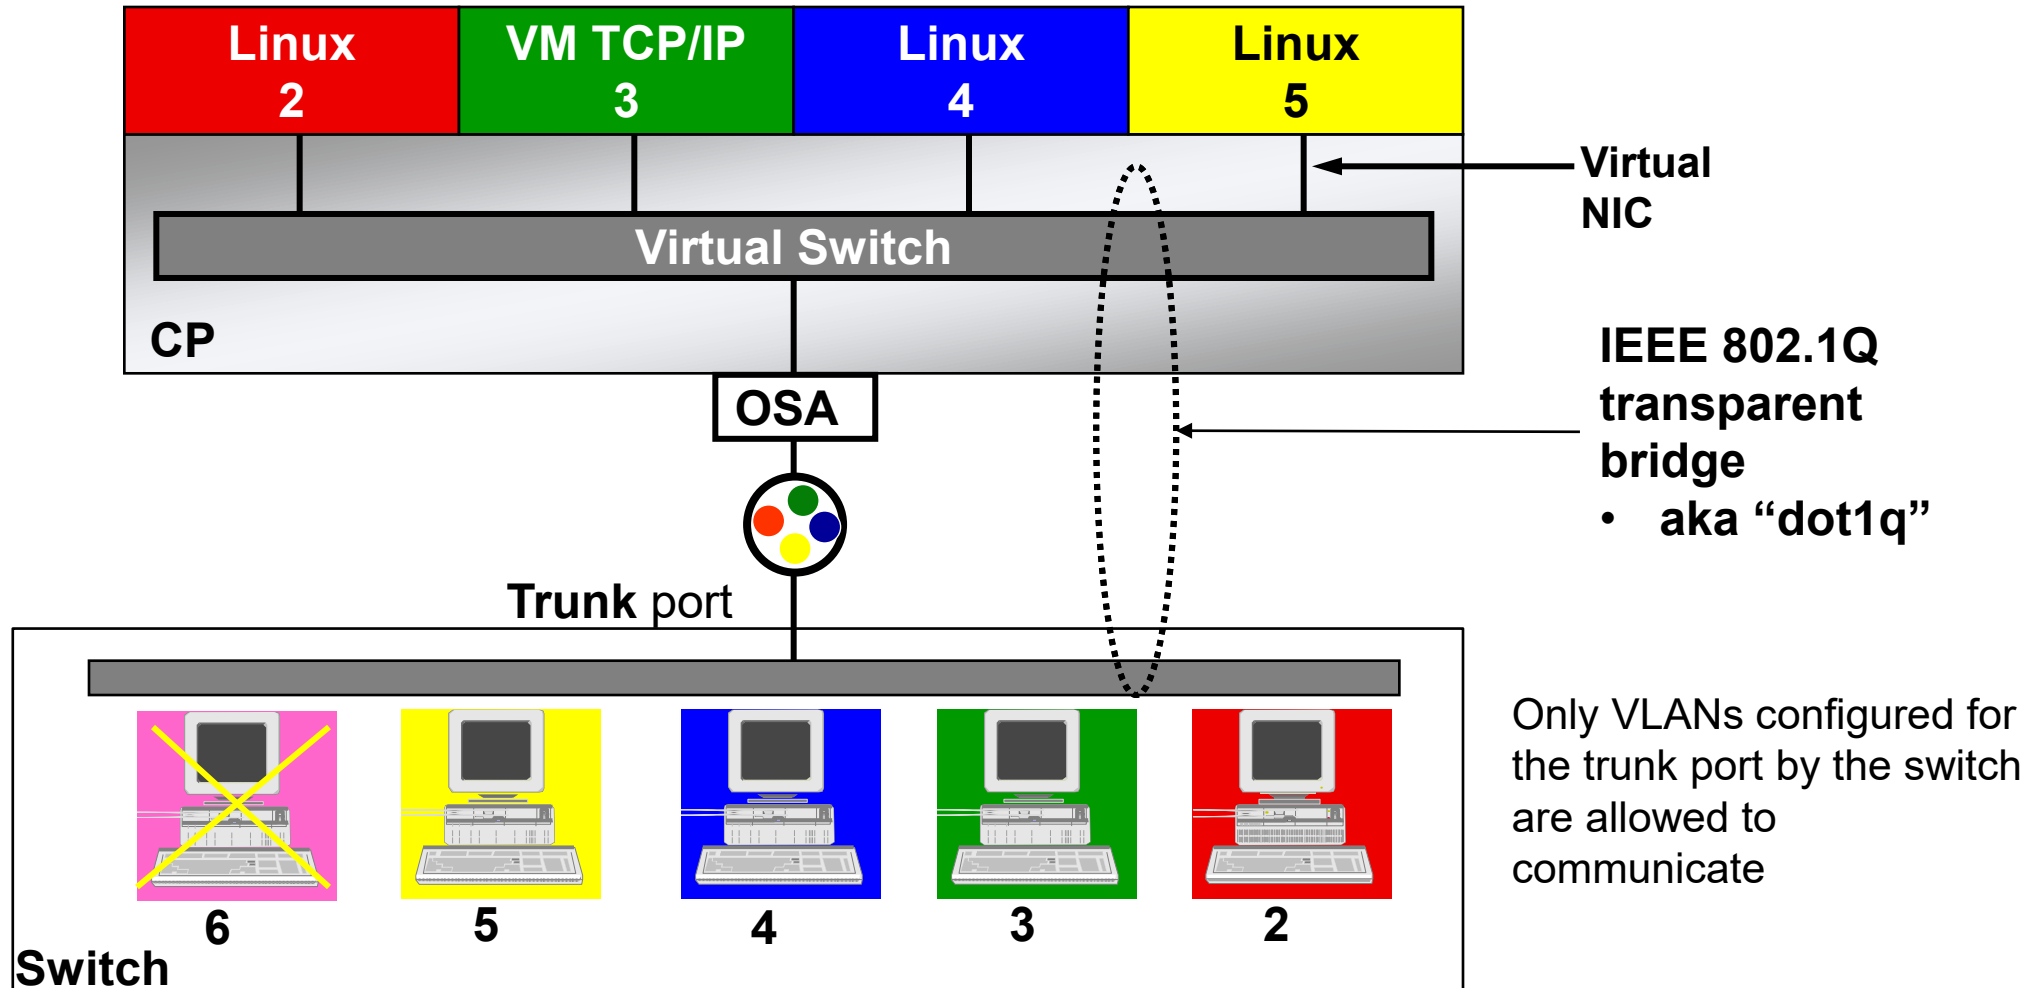 Linux
2
VM TCP/IP
3
Linux
4
Linux
5
Virtual
NIC
Virtual Switch
CP
IEEE 802.1Q
transparent
bridge
• aka “dot1q”
OSA
Trunk port
Only VLANs configured for
the trunk port by the switch
are allowed to
communicate
6
5
4
3
2
Switch